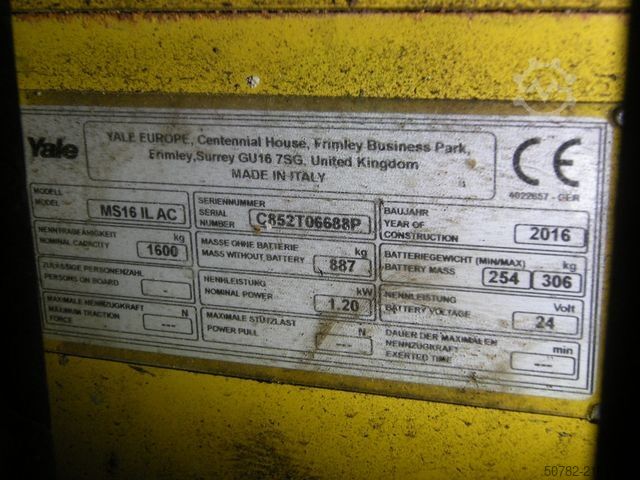 Yale
YALE EUROPE, Centennial House, Frimley Business Park,
Frimley, Surrey GU16 7SG, United Kingdom
MADE IN ITALY
CE
4022657 - GER
MODELL
MODEL
MS16 IL AC
SERIENNUMMER
SERIAL
NUMBER
C852T06688P
BAUJAHR
YEAR OF
CONSTRUCTION
2016
NENNTRAGFÄHIGKEIT
NOMINAL CAPACITY
kg
1600
MASSE OHNE BATTERIE
MASS WITHOUT BATTERY
kg
887
BATTERIEGEWICHT (MIN/MAX)
BATTERY MASS
kg
254
306
ZULÄSSIGE PERSONENZAHL
PERSONS ON BOARD
-
NENNLEISTUNG
NOMINAL POWER
kW
1.20
NENNLEISTUNG
BATTERY VOLTAGE
Volt
24
MAXIMALE NENNZUGKRAFT
MAXIMUM TRACTION
FORCE
N
---
MAXIMALE STÜTZLAST
POWER PULL
N
---
DAUER DER MAXIMALEN
NENNZUGKRAFT
EXERTED TIME
min
---